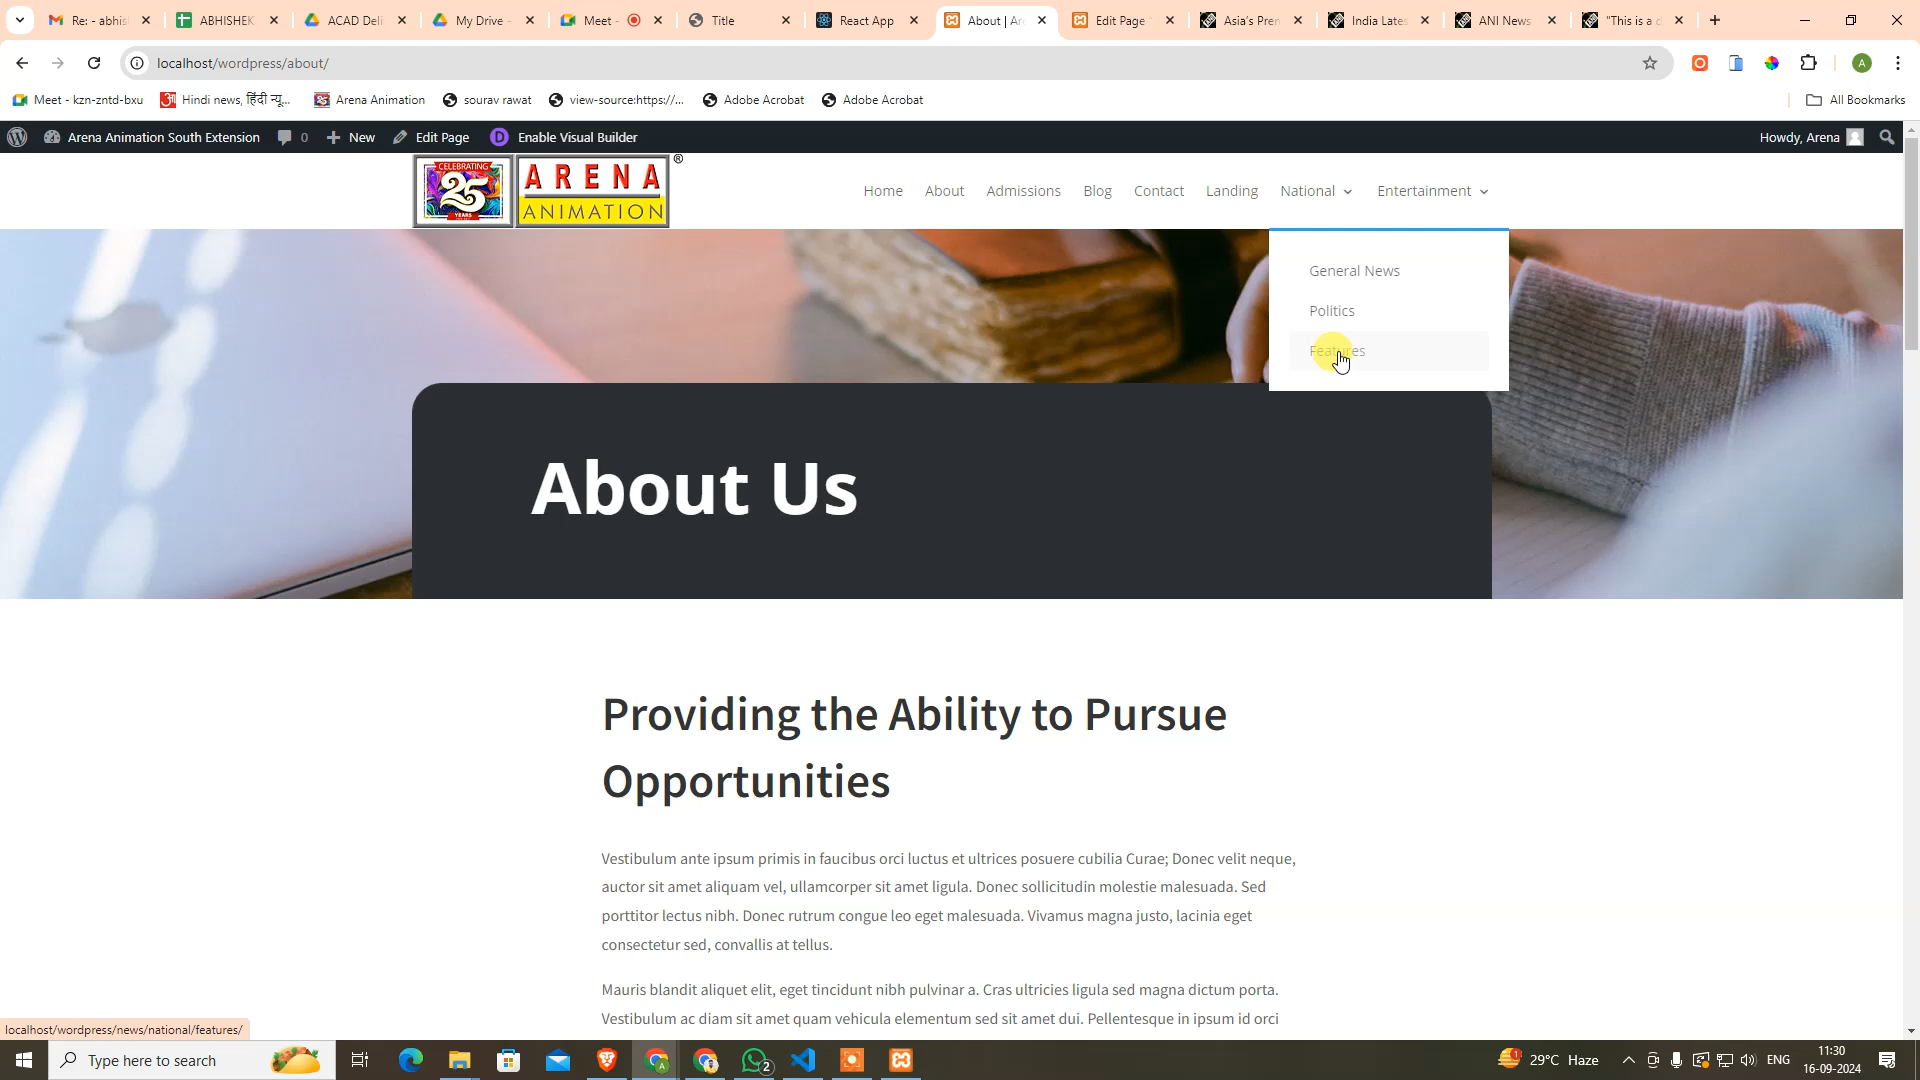 Re: - abhis
ABHISHEK
ACAD Deli
My Drive -
Meet -
Title
React App
About | Ar
Edit Page "
Asia's Pren
India Lates
ANI News
"This is a c
localhost/wordpress/about/
Meet - kzn-zntd-bxu
Hindi news, हिंदी न्यू...
Arena Animation
sourav rawat
view-source:https://...
Adobe Acrobat
Adobe Acrobat
All Bookmarks
Arena Animation South Extension
0
New
Edit Page
D
Enable Visual Builder
Howdy, Arena
CELEBRATING
25
YEARS
ARENA
ANIMATION
®
Home
About
Admissions
Blog
Contact
Landing
National
Entertainment
General News
Politics
Features
About Us
Providing the Ability to Pursue
Opportunities
Vestibulum ante ipsum primis in faucibus orci luctus et ultrices posuere cubilia Curae; Donec velit neque,
auctor sit amet aliquam vel, ullamcorper sit amet ligula. Donec sollicitudin molestie malesuada. Sed
porttitor lectus nibh. Donec rutrum congue leo eget malesuada. Vivamus magna justo, lacinia eget
consectetur sed, convallis at tellus.
Mauris blandit aliquet elit, eget tincidunt nibh pulvinar a. Cras ultricies ligula sed magna dictum porta.
Vestibulum ac diam sit amet quam vehicula elementum sed sit amet dui. Pellentesque in ipsum id orci
localhost/wordpress/news/national/features/
Type here to search
2
29°C Haze
ENG
11:30
16-09-2024